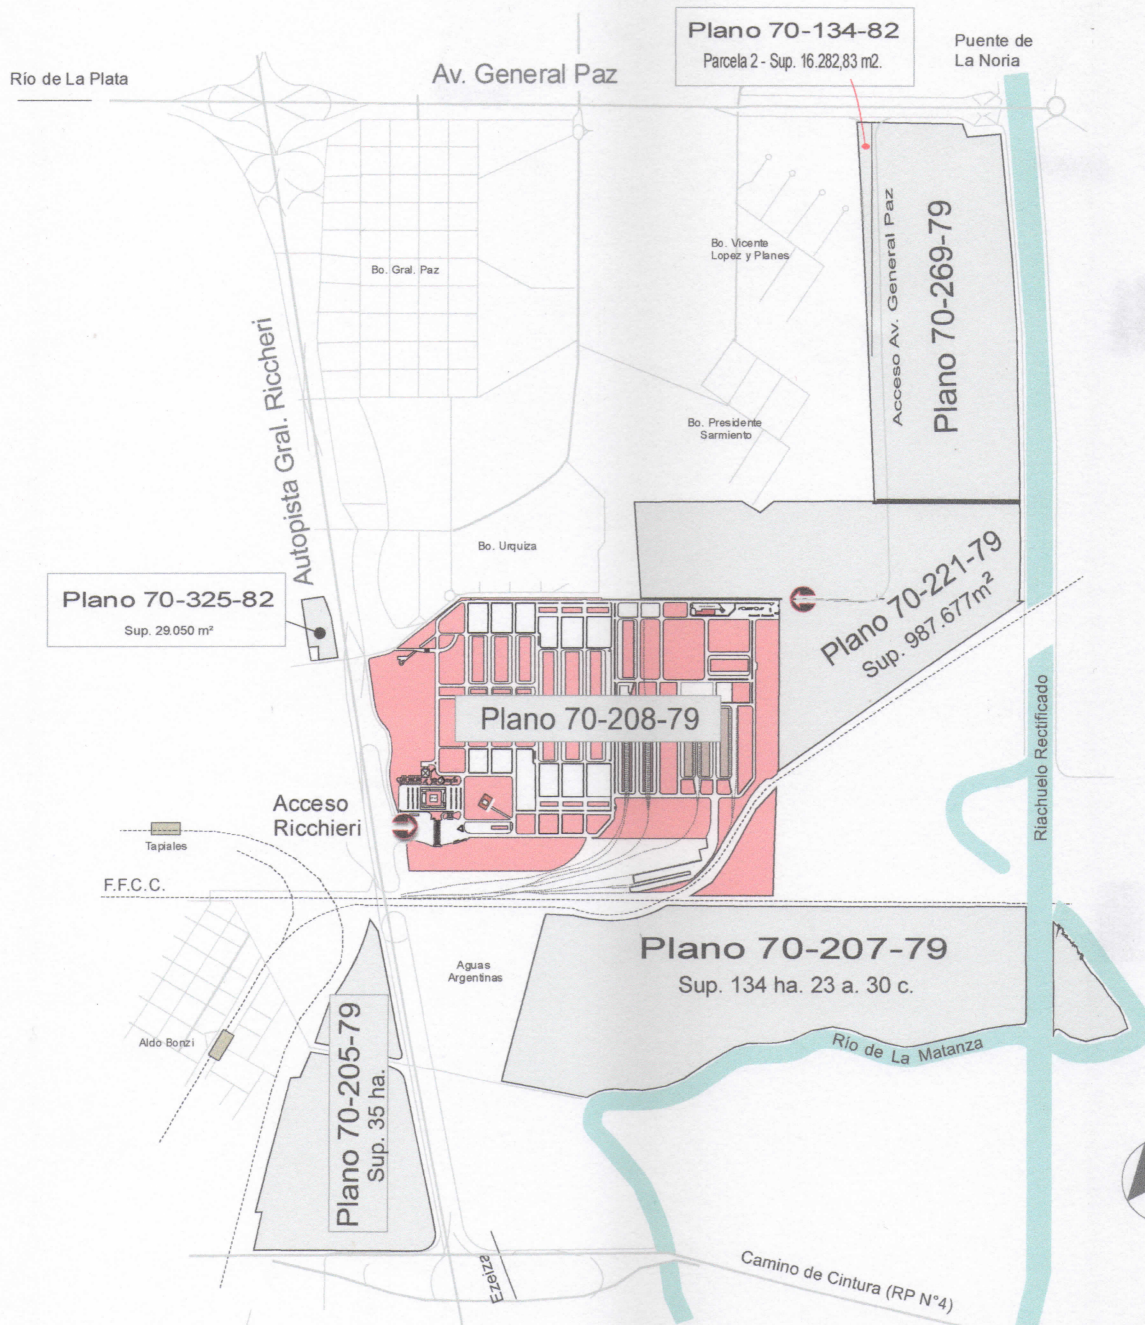 Plano 70-134-82
Parcela 2 - Sup. 16.282,83 m2.
Puente de
La Noria
Río de La Plata
Av. General Paz
Bo. Gral. Paz
Bo. Vicente
Lopez y Planes
Acceso Av. General Paz
Plano 70-269-79
Autopista Gral. Riccheri
Bo. Presidente
Sarmiento
Bo. Urquiza
Plano 70-325-82
Sup. 29.050 m²
Plano 70-221-79
Sup. 987.677m²
Plano 70-208-79
Riachuelo Rectificado
Acceso
Ricchieri
Tapiales
F.F.C.C.
Plano 70-207-79
Sup. 134 ha. 23 a. 30 c.
Aguas
Argentinas
Río de La Matanza
Aldo Bonzi
Plano 70-205-79
Sup. 35 ha.
Ezeiza
Camino de Cintura (RP N°4)